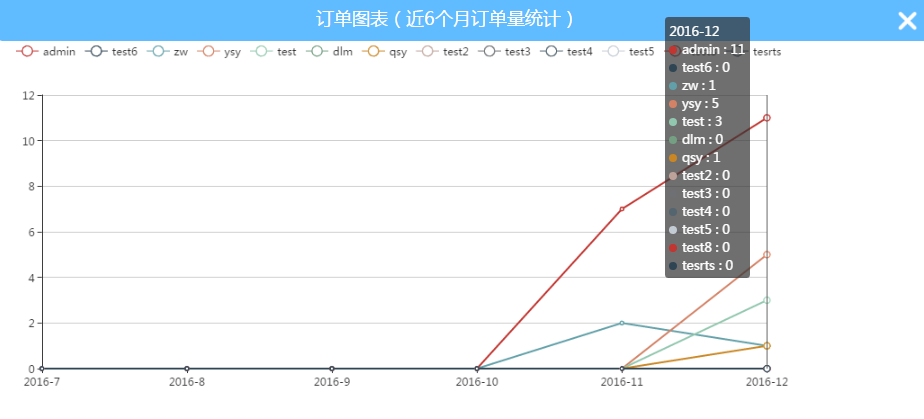 订单图表（近6个月订单量统计）
admin test6 zw ysy test dlm qsy test2 test3 test4 test5 tesrts
2016-12
admin : 11
test6 : 0
zw : 1
ysy : 5
test : 3
dlm : 0
qsy : 1
test2 : 0
test3 : 0
test4 : 0
test5 : 0
test8 : 0
tesrts : 0
12
10
8
6
4
2
0
2016-7 2016-8 2016-9 2016-10 2016-11 2016-12